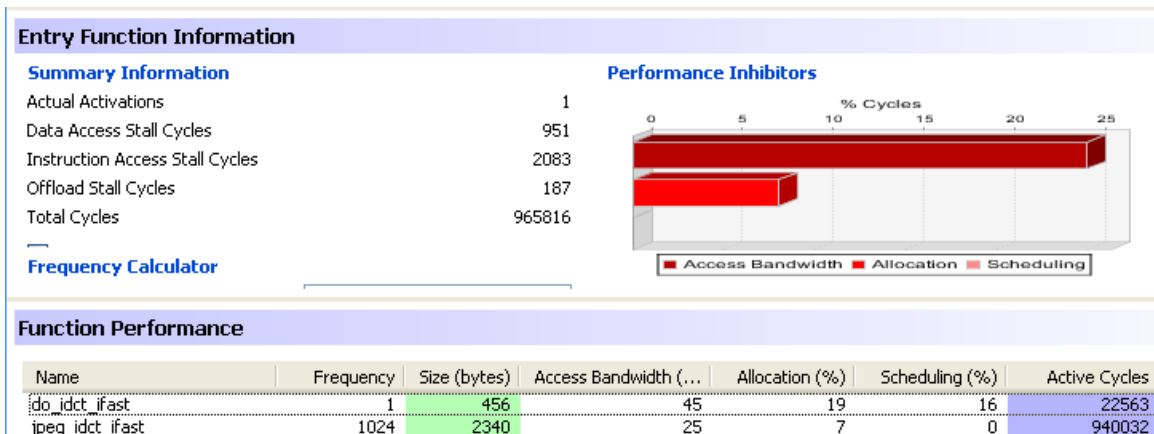 Entry Function Information
Summary Information
Performance Inhibitors
Actual Activations 1
Data Access Stall Cycles 951
Instruction Access Stall Cycles 2083
Offload Stall Cycles 187
Total Cycles 965816
Frequency Calculator
% Cycles
0 5 10 15 20 25
Access Bandwidth Allocation Scheduling
Function Performance
Name Frequency Size (bytes) Access Bandwidth (... Allocation (%) Scheduling (%) Active Cycles
do_idct_ifast 1 456 45 19 16 22563
jpeg_idct_ifast 1024 2340 25 7 0 940032